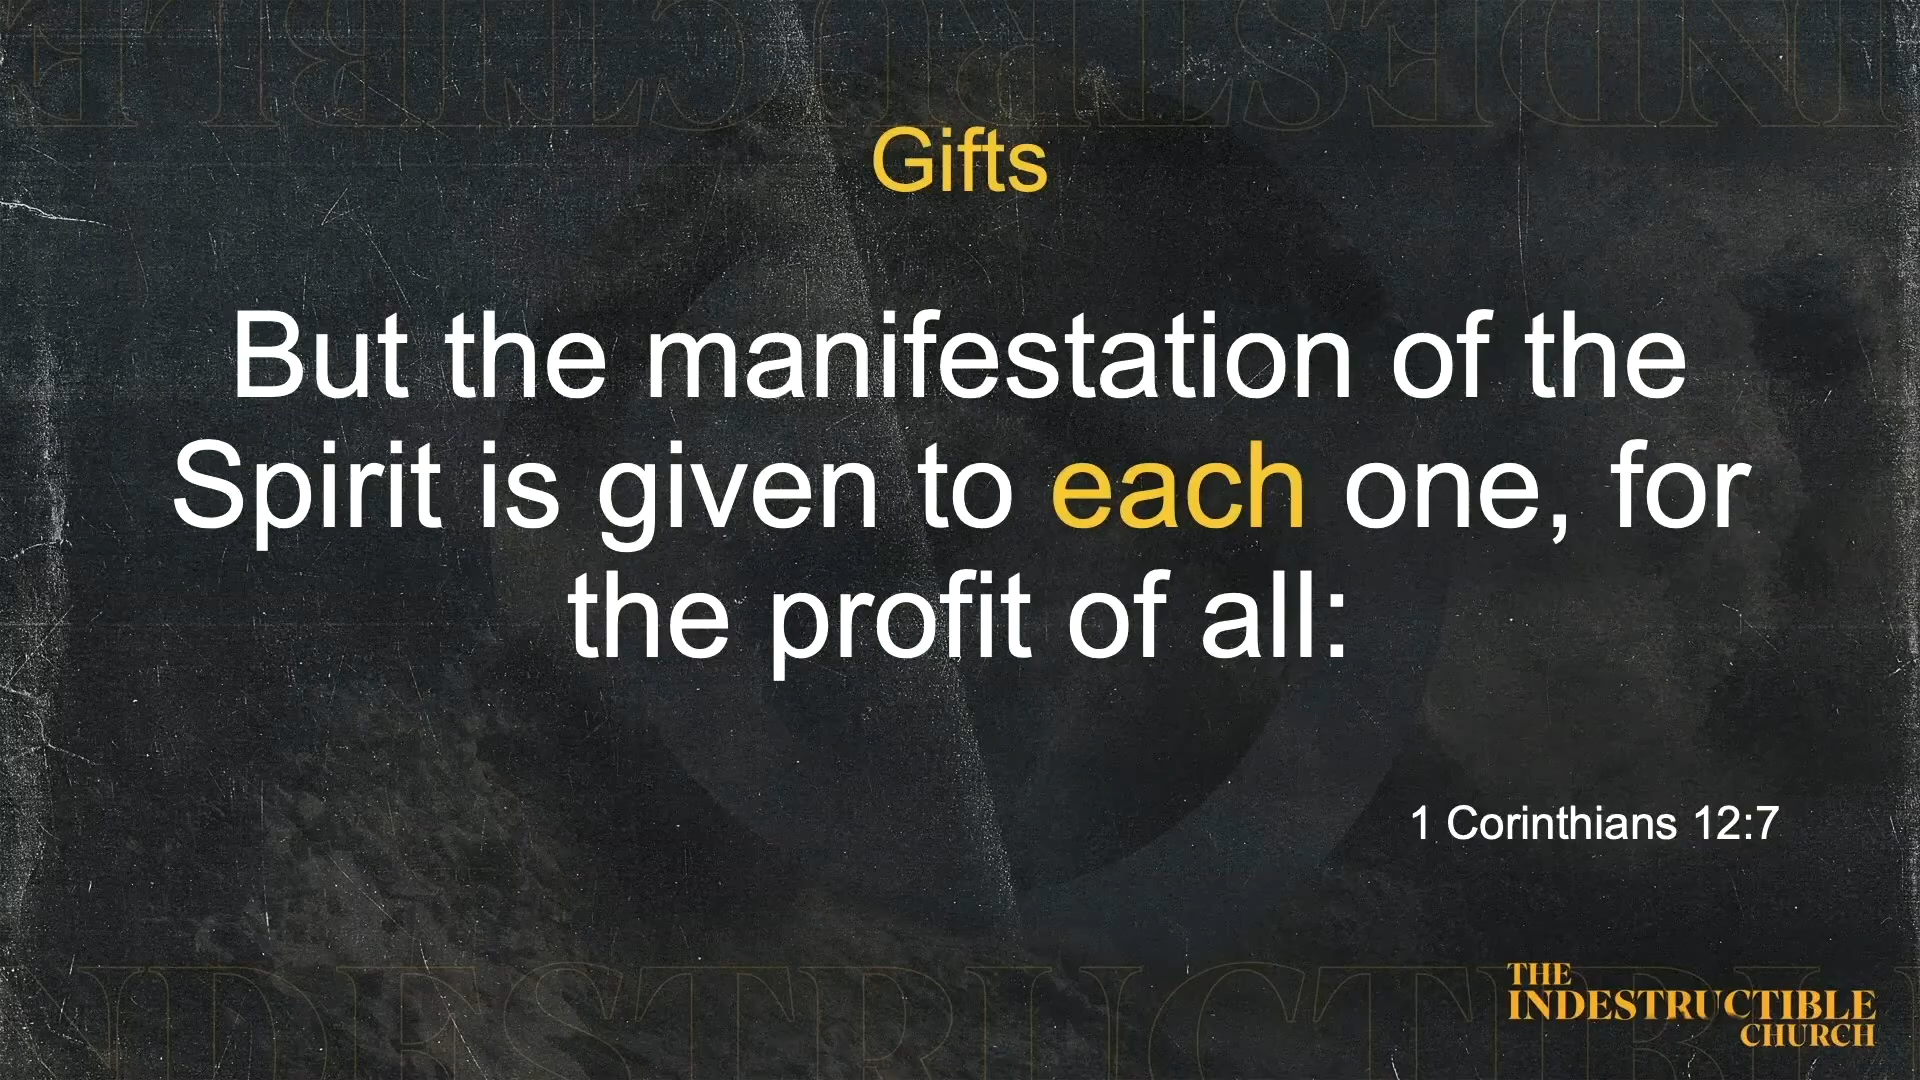 Gifts
But the manifestation of the
Spirit is given to each one, for
the profit of all:
1 Corinthians 12:7
THE
INDESTRUCTIBLE
CHURCH